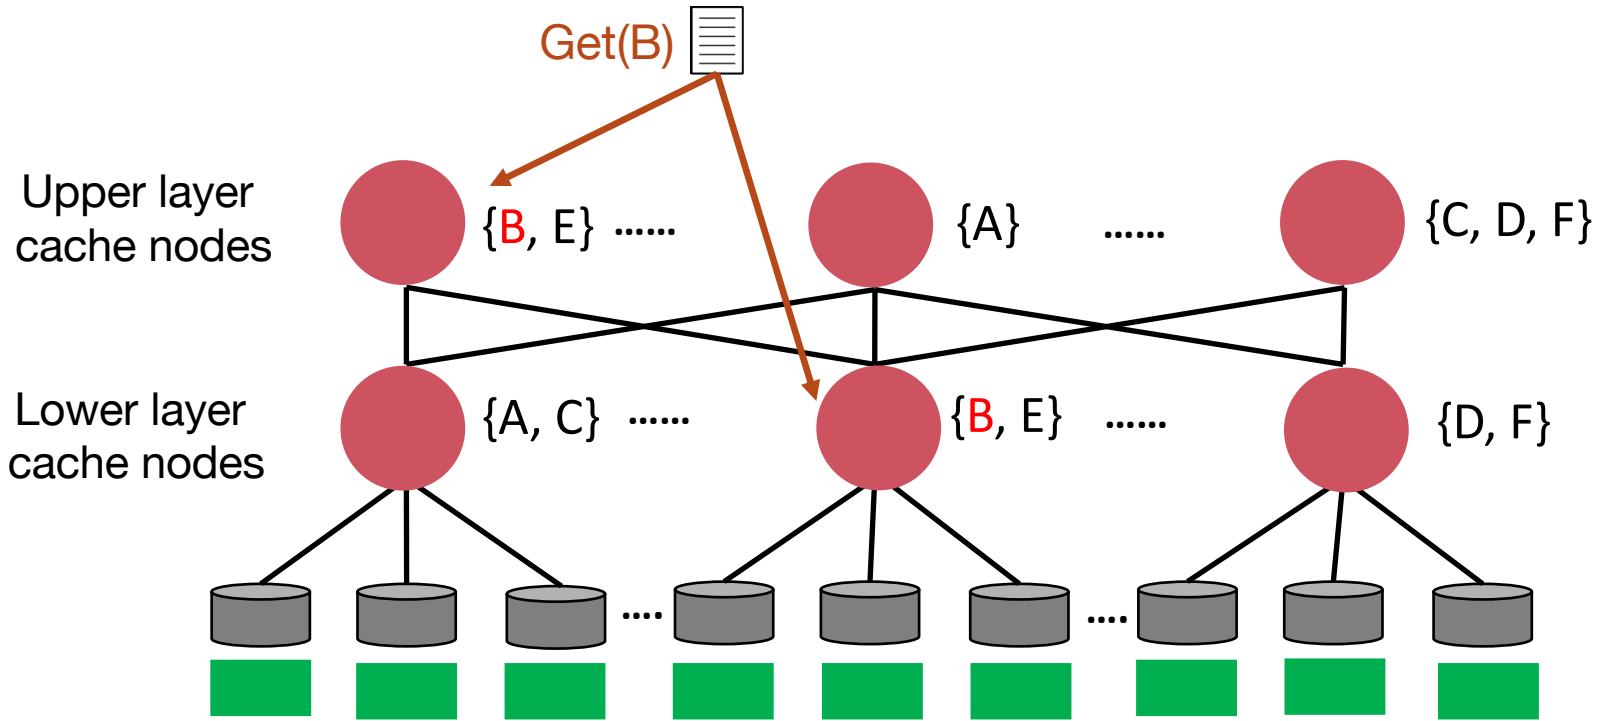 Get(B)
Upper layer
cache nodes
{B, E} ......
{A}
......
{C, D, F}
Lower layer
cache nodes
{A, C} ......
{B, E}
......
{D, F}
....
....